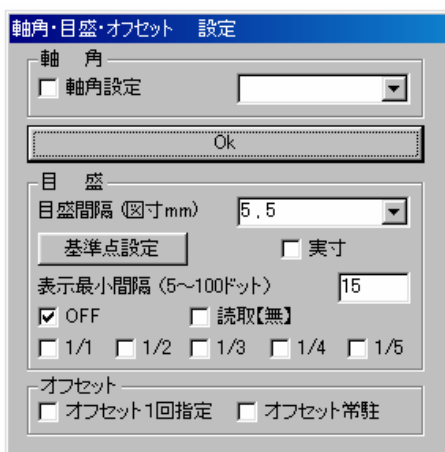 軸角・目盛・オフセット　設定
軸　角
軸角設定
Ok
目　盛
目盛間隔 (図寸mm) 5 , 5
基準点設定 実寸
表示最小間隔 (5～100ドット) 15
OFF 読取【無】
1/1 1/2 1/3 1/4 1/5
オフセット
オフセット1回指定 オフセット常駐